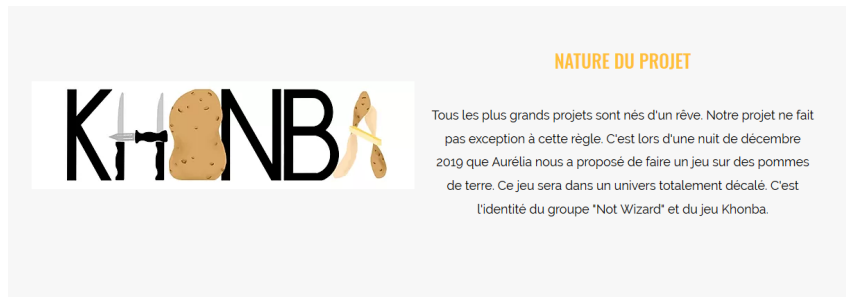 KHONBA
NATURE DU PROJET
Tous les plus grands projets sont nés d'un rêve. Notre projet ne fait
pas exception à cette règle. C'est lors d'une nuit de décembre
2019 que Aurélia nous a proposé de faire un jeu sur des pommes
de terre. Ce jeu sera dans un univers totalement décalé. C'est
l'identité du groupe "Not Wizard" et du jeu Khonba.